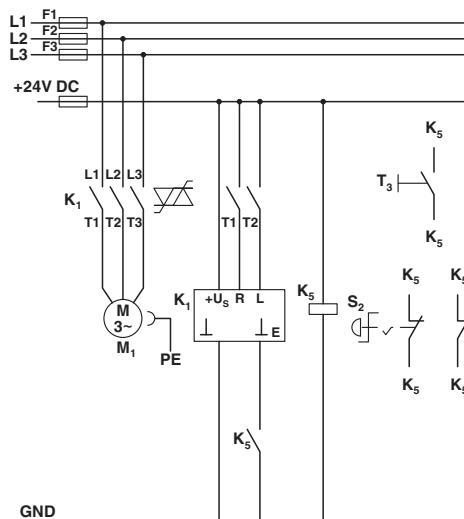 L1 F1
L2 F2
L3 F3
+24V DC
L1 L2 L3
K1
T1 T2 T3
T1 T2
K5
T3
K5
K1 +US R L
E
K5
S2
K5 K5
K5 K5
M
3~
M1
PE
K5
GND